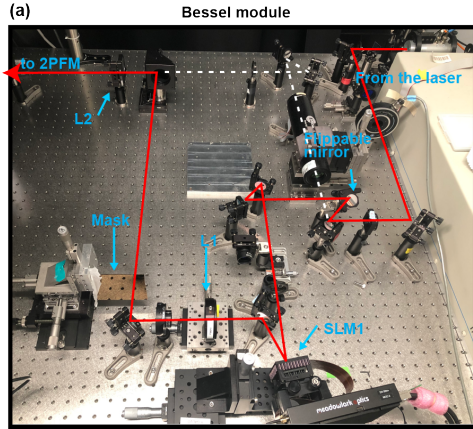 (a)
Bessel module
to 2PFM
From the laser
L2
Flippable
mirror
Mask
L1
SLM1
meadowlark optics